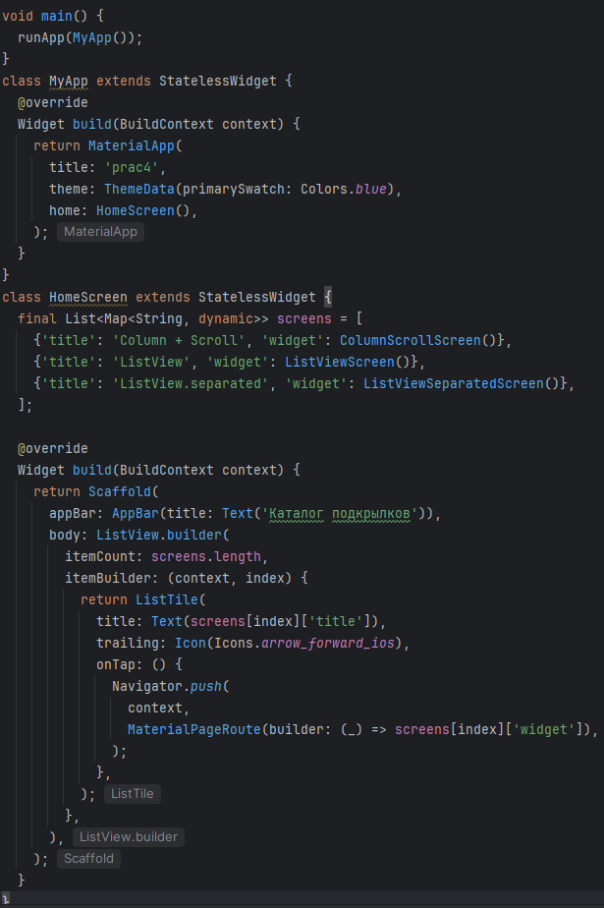 void main() {
  runApp(MyApp());
}
class MyApp extends StatelessWidget {
  @override
  Widget build(BuildContext context) {
    return MaterialApp(
      title: 'prac4',
      theme: ThemeData(primarySwatch: Colors.blue),
      home: HomeScreen(),
    ); MaterialApp
  }
}
class HomeScreen extends StatelessWidget {
  final List<Map<String, dynamic>> screens = [
    {'title': 'Column + Scroll', 'widget': ColumnScrollScreen()},
    {'title': 'ListView', 'widget': ListViewScreen()},
    {'title': 'ListView.separated', 'widget': ListViewSeparatedScreen()},
  ];

  @override
  Widget build(BuildContext context) {
    return Scaffold(
      appBar: AppBar(title: Text('Каталог подкрылков')),
      body: ListView.builder(
        itemCount: screens.length,
        itemBuilder: (context, index) {
          return ListTile(
            title: Text(screens[index]['title']),
            trailing: Icon(Icons.arrow_forward_ios),
            onTap: () {
              Navigator.push(
                context,
                MaterialPageRoute(builder: (_) => screens[index]['widget']),
              );
            },
          ); ListTile
        },
      ), ListView.builder
    ); Scaffold
  }
}